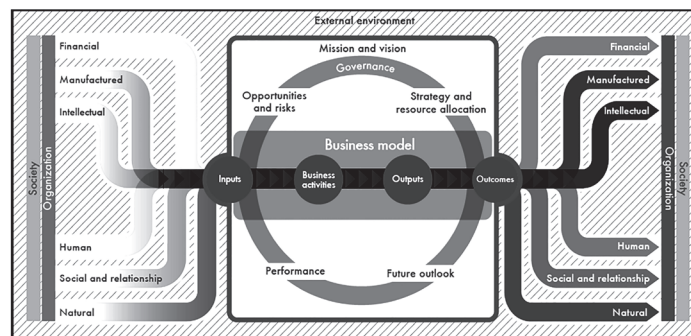 External environment
Financial
Manufactured
Intellectual
Human
Social and relationship
Natural
Society
Organization
Mission and vision
Governance
Opportunities
and risks
Strategy and
resource allocation
Business model
Inputs
Business
activities
Outputs
Outcomes
Performance
Future outlook
Financial
Manufactured
Intellectual
Human
Social and relationship
Natural
Organization
Society